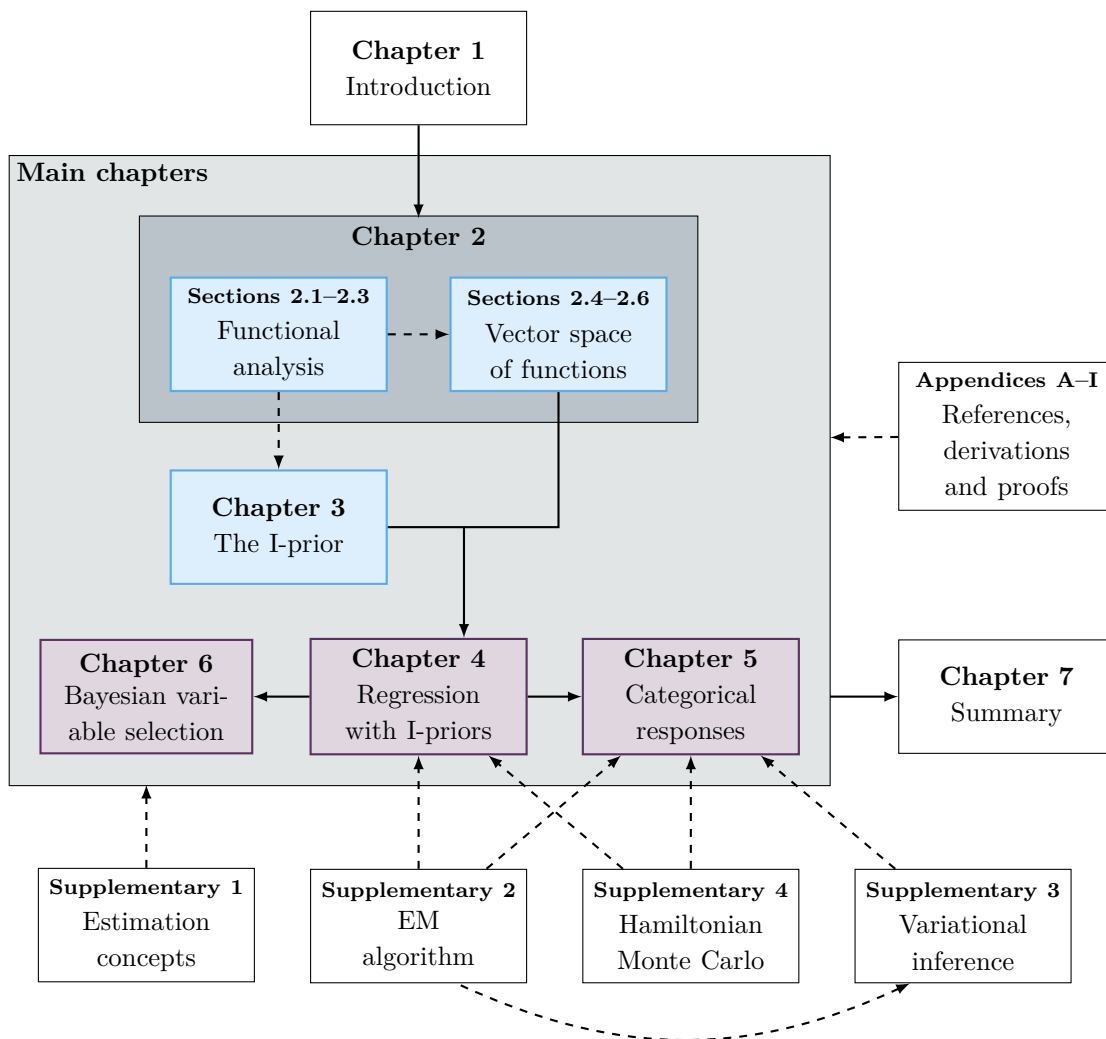 Chapter 1
Introduction
Main chapters
Chapter 2
Sections 2.1–2.3
Functional
analysis
Sections 2.4–2.6
Vector space
of functions
Appendices A–I
References,
derivations
and proofs
Chapter 3
The I-prior
Chapter 6
Bayesian vari-
able selection
Chapter 4
Regression
with I-priors
Chapter 5
Categorical
responses
Chapter 7
Summary
Supplementary 1
Estimation
concepts
Supplementary 2
EM
algorithm
Supplementary 4
Hamiltonian
Monte Carlo
Supplementary 3
Variational
inference